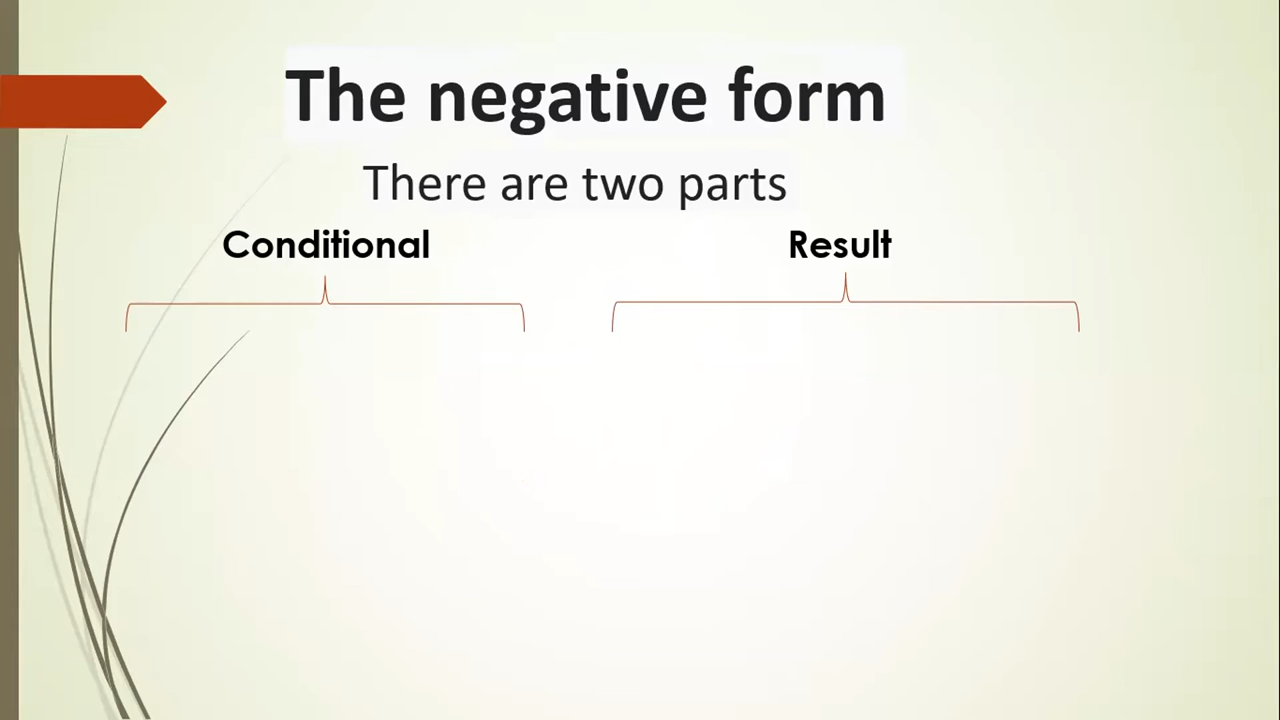 The negative form
There are two parts
Conditional
Result